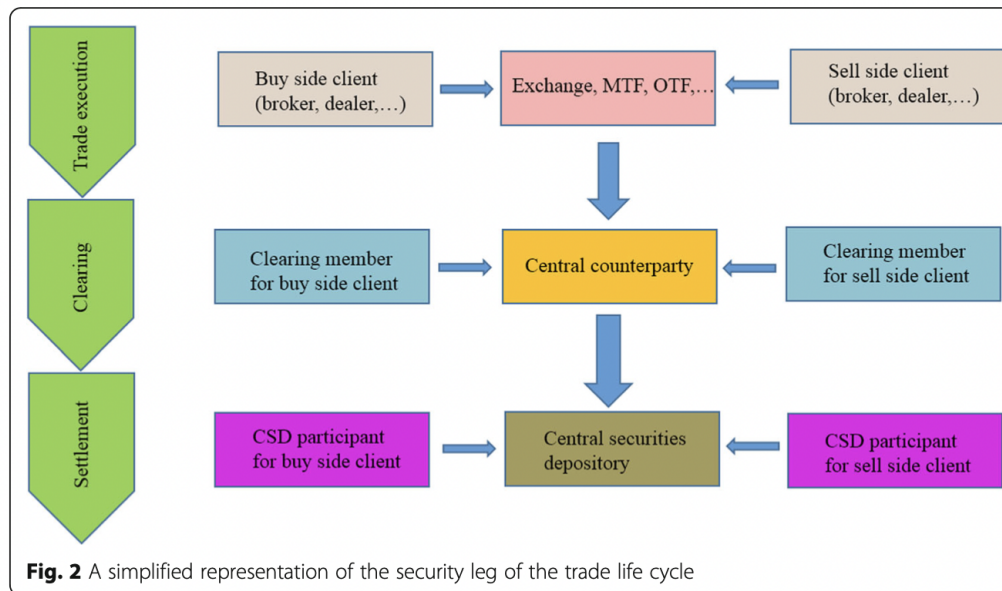 Trade execution
Buy side client
(broker, dealer,...)
Exchange, MTF, OTF,...
Sell side client
(broker, dealer,...)
Clearing
Clearing member
for buy side client
Central counterparty
Clearing member
for sell side client
Settlement
CSD participant
for buy side client
Central securities
depository
CSD participant
for sell side client
Fig. 2 A simplified representation of the security leg of the trade life cycle